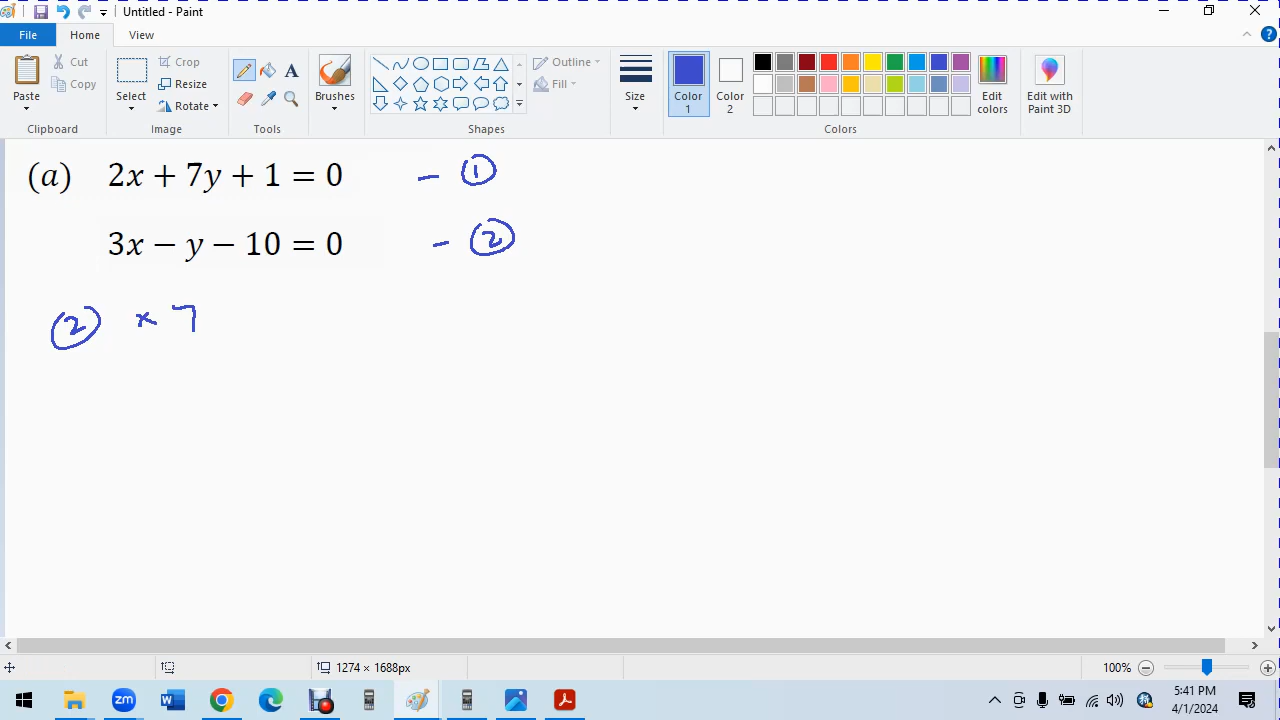 Untitled - Paint
File Home View
Paste Cut Copy Select Crop Resize Rotate A Brushes Outline Fill Size Color 1 Color 2 Edit colors Edit with Paint 3D
Clipboard Image Tools Shapes Colors
(a) 2x + 7y + 1 = 0 - ①
3x − y − 10 = 0 - ②
② × 7
1274 × 1688px 100%
zm W 5:41 PM
4/1/2024